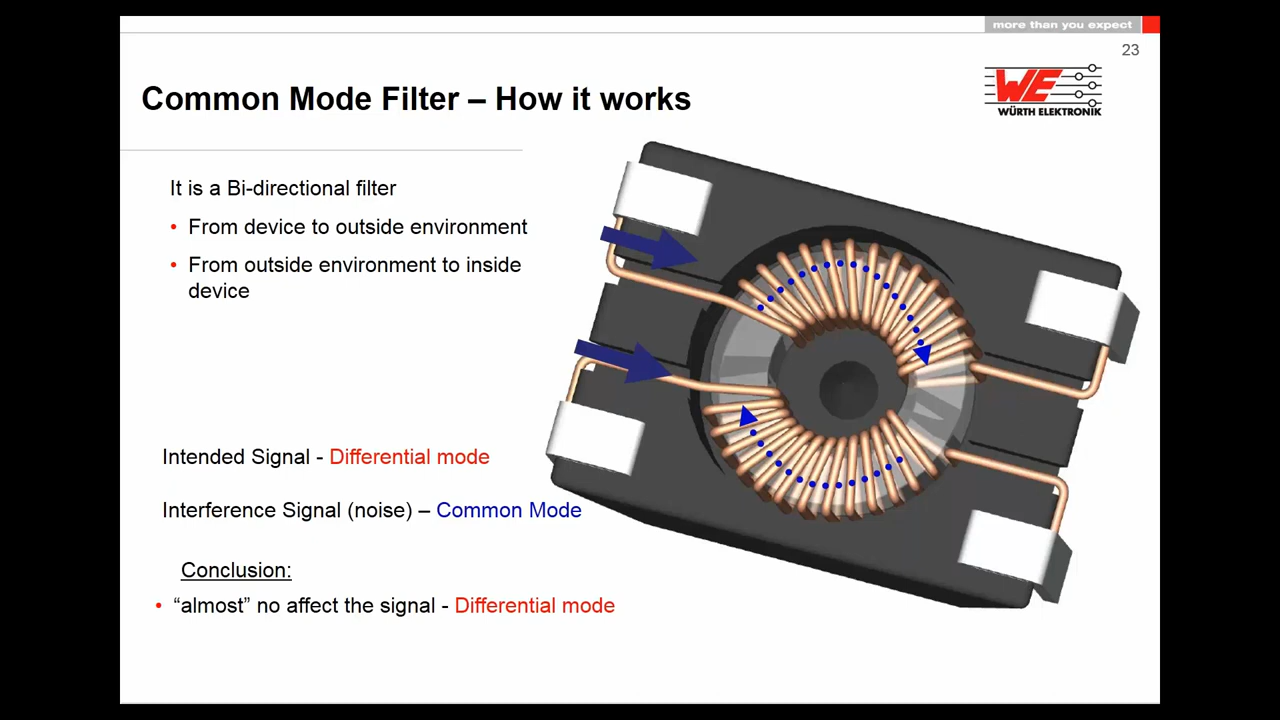 more than you expect
23
Common Mode Filter – How it works
WE
WÜRTH ELEKTRONIK
It is a Bi-directional filter
• From device to outside environment
• From outside environment to inside
device
Intended Signal - Differential mode
Interference Signal (noise) – Common Mode
Conclusion:
• “almost” no affect the signal - Differential mode